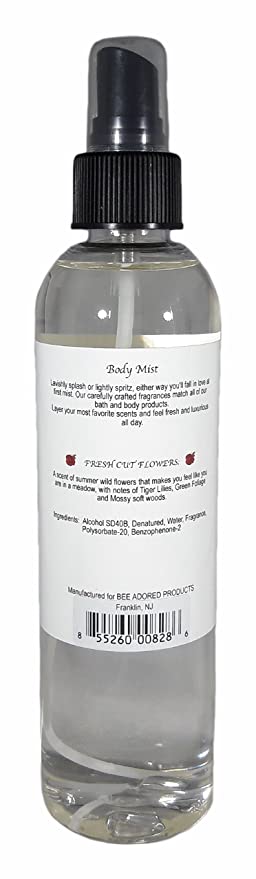 Body Mist
Lavishly splash or lightly spritz, either way you'll fall in love at
first mist. Our carefully crafted fragrances match all of our
bath and body products.
Layer your most favorite scents and feel fresh and luxurious
all day.
FRESH CUT FLOWERS:
A scent of summer wild flowers that makes you feel like you
are in a meadow, with notes of Tiger Lilies, Green Foliage
and Mossy soft woods.
Ingredients: Alcohol SD40B, Denatured, Water, Fragrance,
Polysorbate-20, Benzophenone-2
Manufactured for BEE ADORED PRODUCTS
Franklin, NJ
8 55260 00828 6